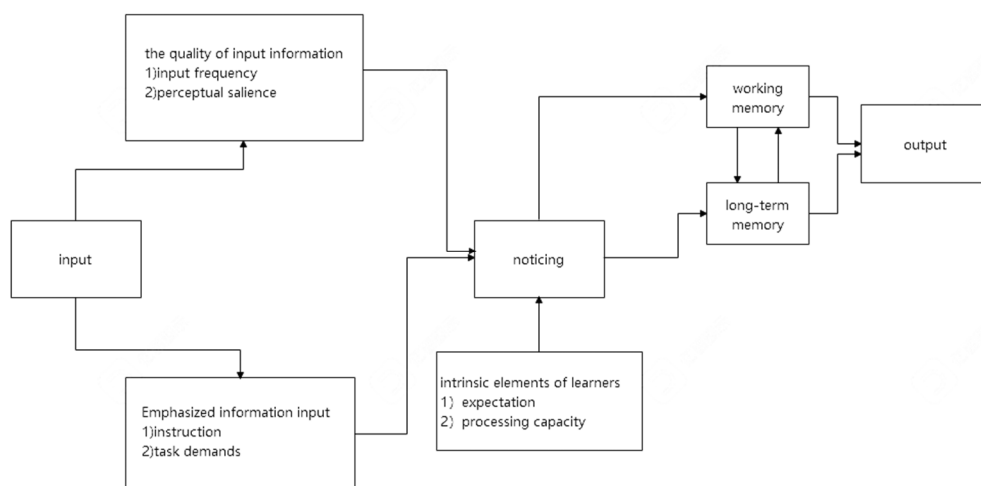 the quality of input information
1)input frequency
2)perceptual salience
input
Emphasized information input
1)instruction
2)task demands
noticing
intrinsic elements of learners
1）expectation
2）processing capacity
working
memory
long-term
memory
output